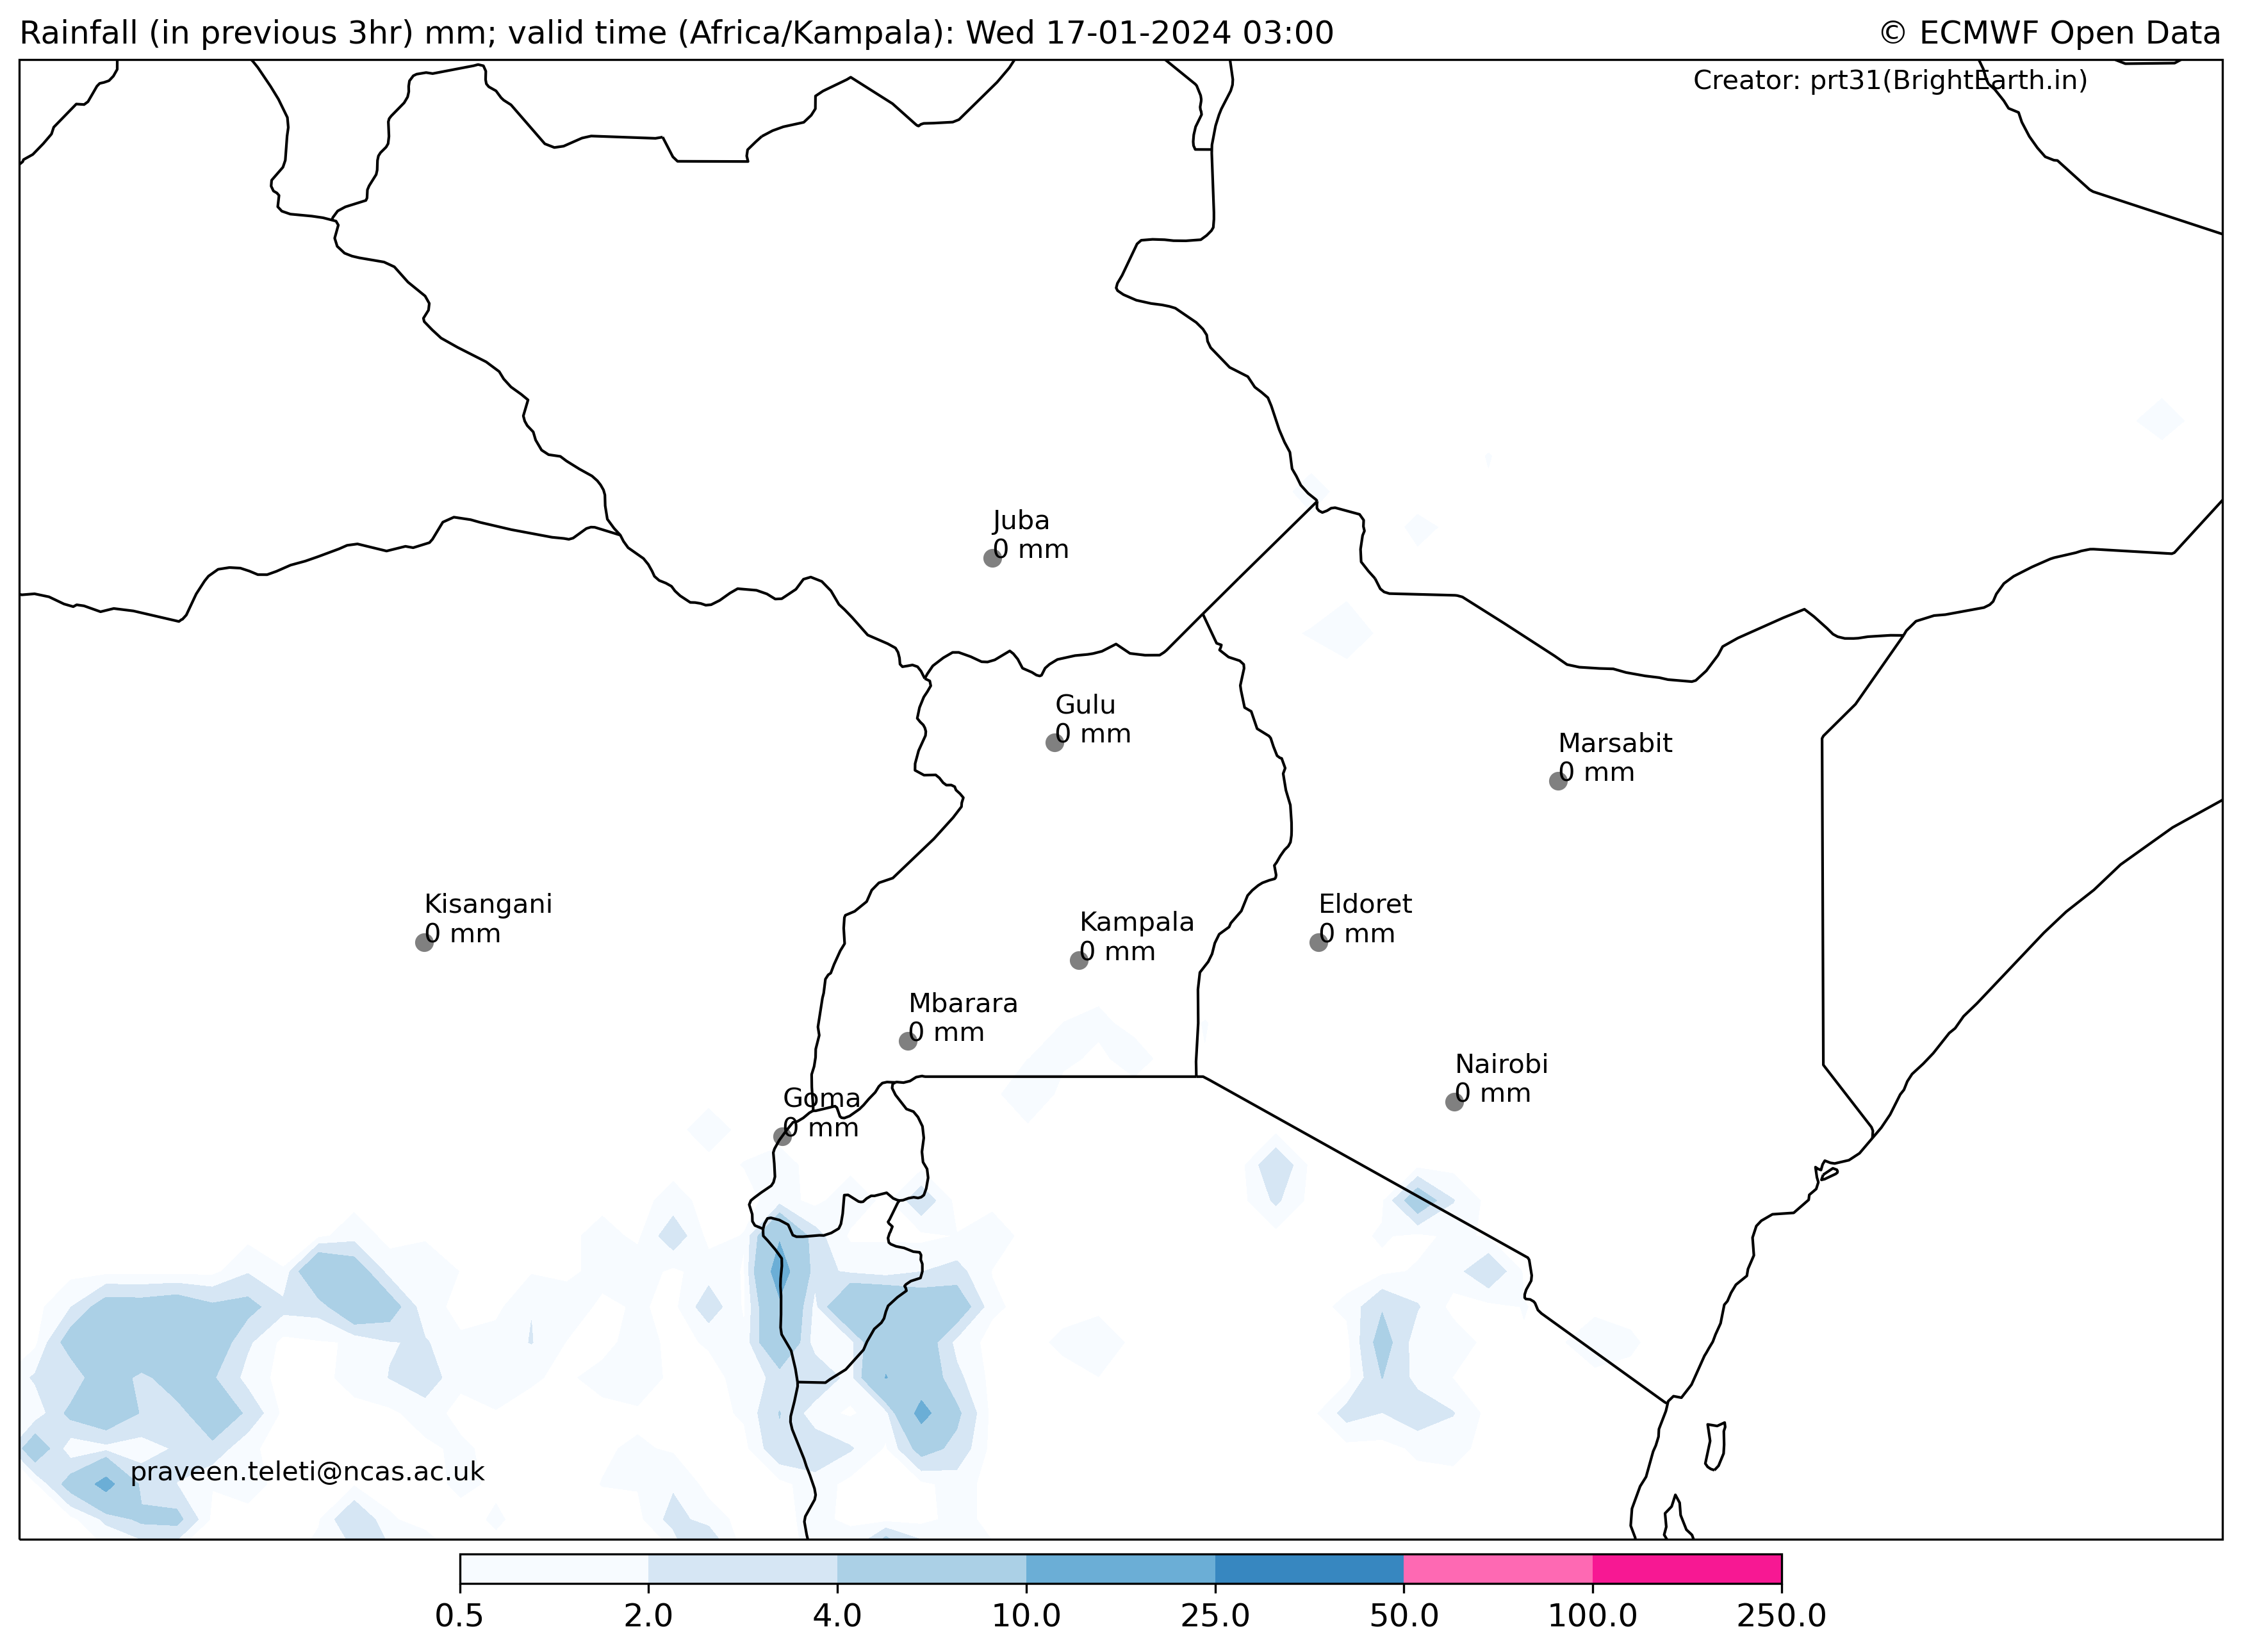 Rainfall (in previous 3hr) mm; valid time (Africa/Kampala): Wed 17-01-2024 03:00
© ECMWF Open Data
Creator: prt31(BrightEarth.in)
Juba
0 mm
Gulu
0 mm
Marsabit
0 mm
Kisangani
0 mm
Kampala
0 mm
Eldoret
0 mm
Mbarara
0 mm
Nairobi
0 mm
Goma
0 mm
praveen.teleti@ncas.ac.uk
0.5 2.0 4.0 10.0 25.0 50.0 100.0 250.0